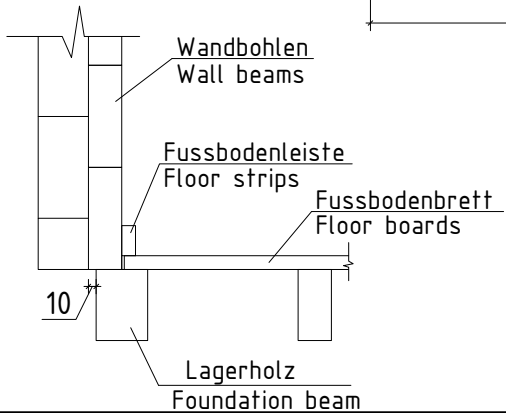 Wandbohlen
Wall beams
Fussbodenleiste
Floor strips
Fussbodenbrett
Floor boards
10
Lagerholz
Foundation beam